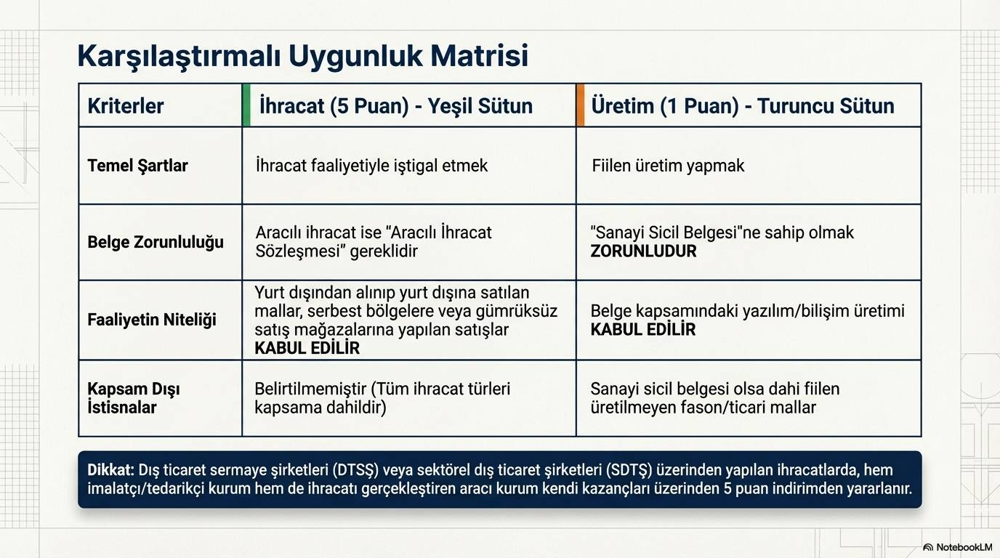 Karşılaştırmalı Uygunluk Matrisi
Kriterler
İhracat (5 Puan) - Yeşil Sütun
Üretim (1 Puan) - Turuncu Sütun
Temel Şartlar
İhracat faaliyetiyle iştigal etmek
Fiilen üretim yapmak
Belge Zorunluluğu
Aracılı ihracat ise “Aracılı İhracat
Sözleşmesi” gereklidir
"Sanayi Sicil Belgesi"ne sahip olmak
ZORUNLUDUR
Faaliyetin Niteliği
Yurt dışından alınıp yurt dışına satılan
mallar, serbest bölgelere veya gümrüksüz
satış mağazalarına yapılan satışlar
KABUL EDİLİR
Belge kapsamındaki yazılım/bilişim üretimi
KABUL EDİLİR
Kapsam Dışı
İstisnalar
Belirtilmemiştir (Tüm ihracat türleri
kapsama dahildir)
Sanayi sicil belgesi olsa dahi fiilen
üretilmeyen fason/ticari mallar
Dikkat: Dış ticaret sermaye şirketleri (DTSŞ) veya sektörel dış ticaret şirketleri (SDTŞ) üzerinden yapılan ihracatlarda, hem
imalatçı/tedarikçi kurum hem de ihracatı gerçekleştiren aracı kurum kendi kazançları üzerinden 5 puan indirimden yararlanır.
NotebookLM